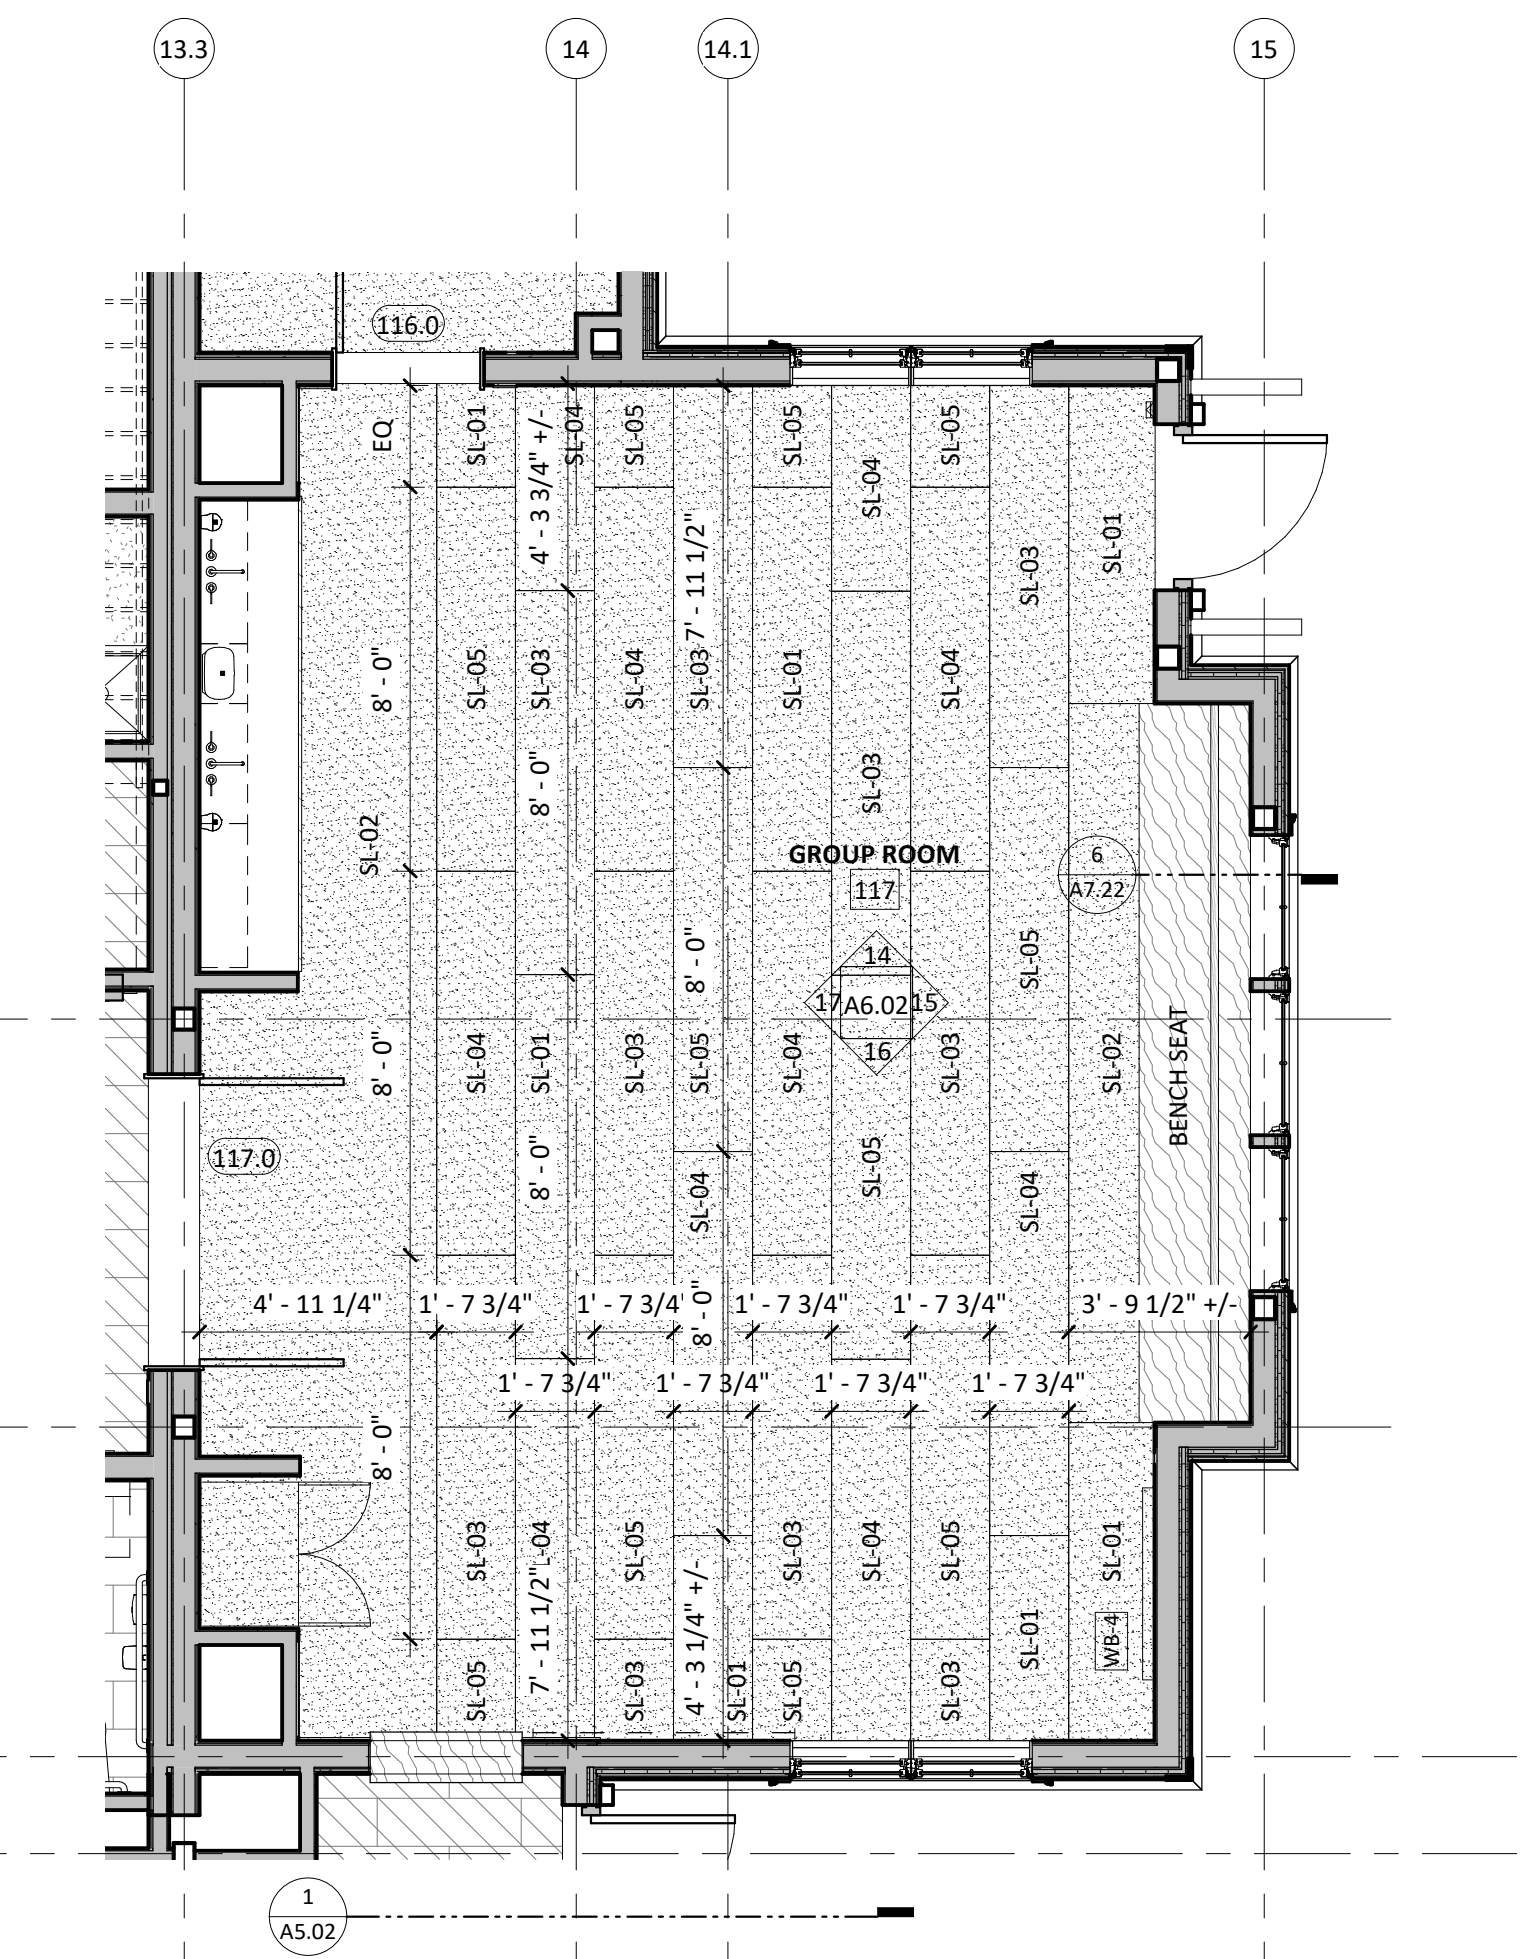 13.3
14
14.1
15
116.0
EQ
SL-01
4' - 3 3/4" +/-
SL-04
SL-05
SL-05
SL-04
SL-05
7' - 11 1/2"
SL-03
SL-01
8' - 0"
SL-05
SL-03
SL-04
SL-03
SL-01
SL-04
8' - 0"
SL-03
SL-02
GROUP ROOM
117
6
A7.22
8' - 0"
SL-05
14
17
A6.02
15
16
8' - 0"
SL-04
SL-01
SL-03
SL-05
SL-04
SL-03
SL-02
BENCH SEAT
117.0
8' - 0"
SL-04
SL-05
SL-04
4' - 11 1/4"
1' - 7 3/4"
1' - 7 3/4"
8' - 0"
1' - 7 3/4"
1' - 7 3/4"
3' - 9 1/2" +/-
1' - 7 3/4"
1' - 7 3/4"
1' - 7 3/4"
1' - 7 3/4"
8' - 0"
SL-03
7' - 11 1/2"
L-04
SL-05
4' - 3 1/4" +/-
SL-03
SL-04
SL-05
SL-01
SL-01
WB-4
SL-05
SL-03
SL-01
SL-05
SL-03
1
A5.02